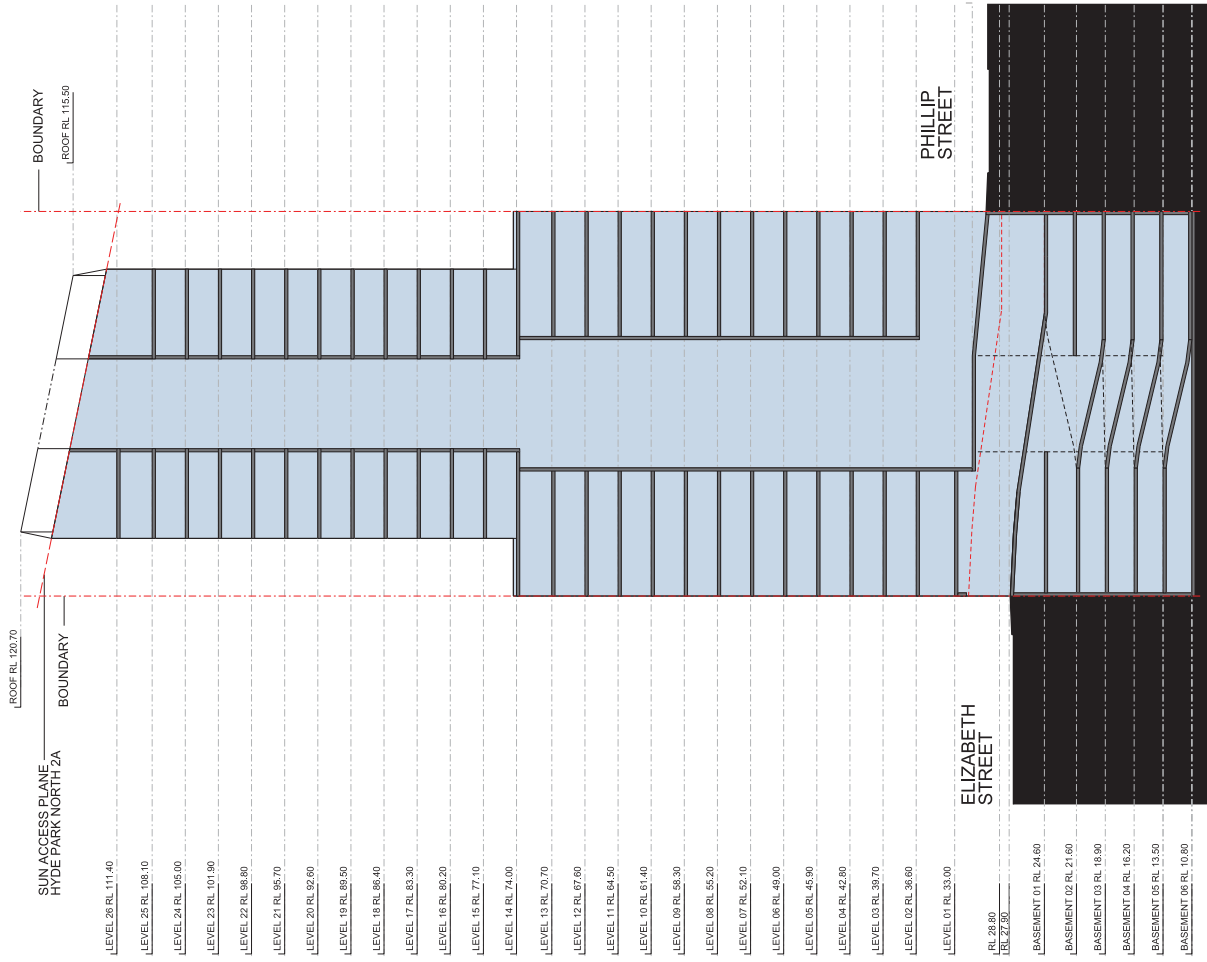 BOUNDARY
ROOF RL 115.50
PHILLIP
STREET
ROOF RL 120.70
BOUNDARY
SUN ACCESS PLANE
HYDE PARK NORTH 2A
ELIZABETH
STREET
LEVEL 26 RL 111.40
LEVEL 25 RL 108.10
LEVEL 24 RL 105.00
LEVEL 23 RL 101.90
LEVEL 22 RL 98.80
LEVEL 21 RL 95.70
LEVEL 20 RL 92.60
LEVEL 19 RL 89.50
LEVEL 18 RL 86.40
LEVEL 17 RL 83.30
LEVEL 16 RL 80.20
LEVEL 15 RL 77.10
LEVEL 14 RL 74.00
LEVEL 13 RL 70.70
LEVEL 12 RL 67.60
LEVEL 11 RL 64.50
LEVEL 10 RL 61.40
LEVEL 09 RL 58.30
LEVEL 08 RL 55.20
LEVEL 07 RL 52.10
LEVEL 06 RL 49.00
LEVEL 05 RL 45.90
LEVEL 04 RL 42.80
LEVEL 03 RL 39.70
LEVEL 02 RL 36.60
LEVEL 01 RL 33.00
RL 28.80
RL 27.90
BASEMENT 01 RL 24.60
BASEMENT 02 RL 21.60
BASEMENT 03 RL 18.90
BASEMENT 04 RL 16.20
BASEMENT 05 RL 13.50
BASEMENT 06 RL 10.80